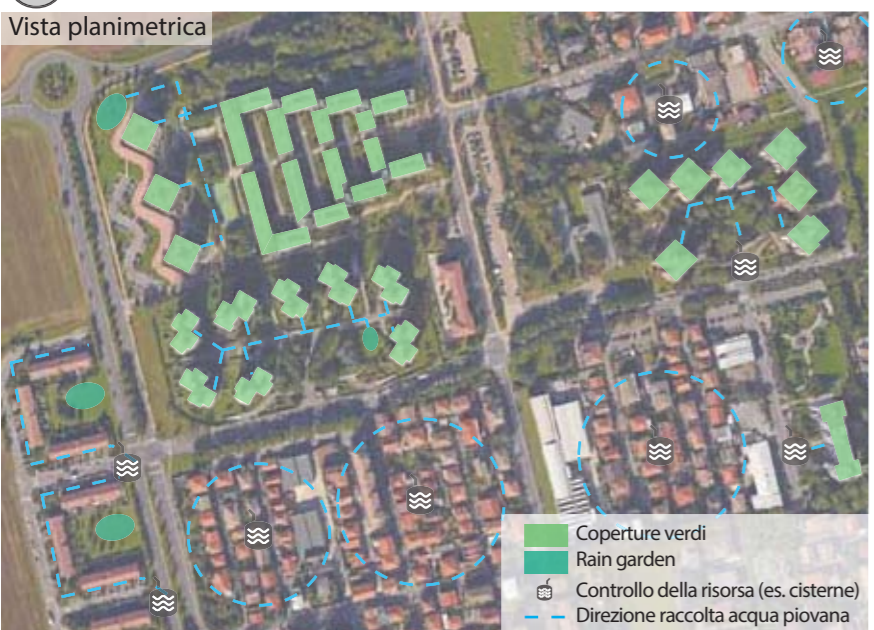 Vista planimetrica
Coperture verdi
Rain garden
Controllo della risorsa (es. cisterne)
Direzione raccolta acqua piovana